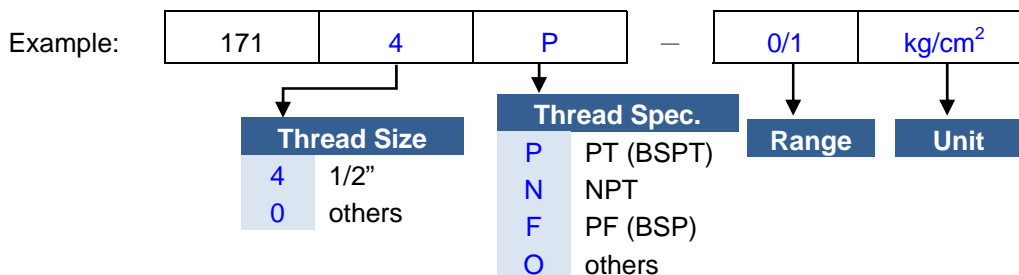 Example: 171 4 P – 0/1 kg/cm²
Thread Size
4 1/2”
0 others
Thread Spec.
P PT (BSPT)
N NPT
F PF (BSP)
O others
Range
Unit